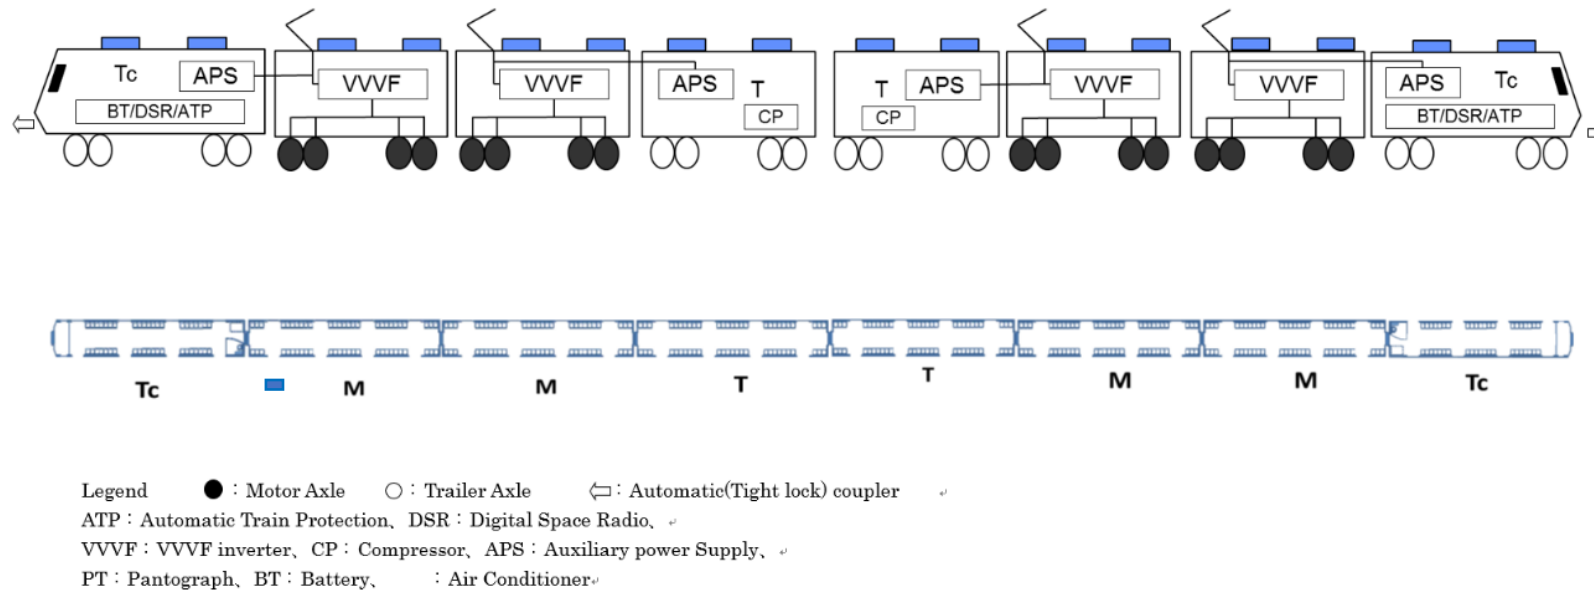 Tc APS VVVF VVVF APS T T APS VVVF VVVF APS Tc
BT/DSR/ATP CP CP BT/DSR/ATP
Tc M M T T M M Tc
Legend ●：Motor Axle ○：Trailer Axle ⇦：Automatic(Tight lock) coupler
ATP：Automatic Train Protection、DSR：Digital Space Radio、
VVVF：VVVF inverter、CP：Compressor、APS：Auxiliary power Supply、
PT：Pantograph、BT：Battery、 ：Air Conditioner